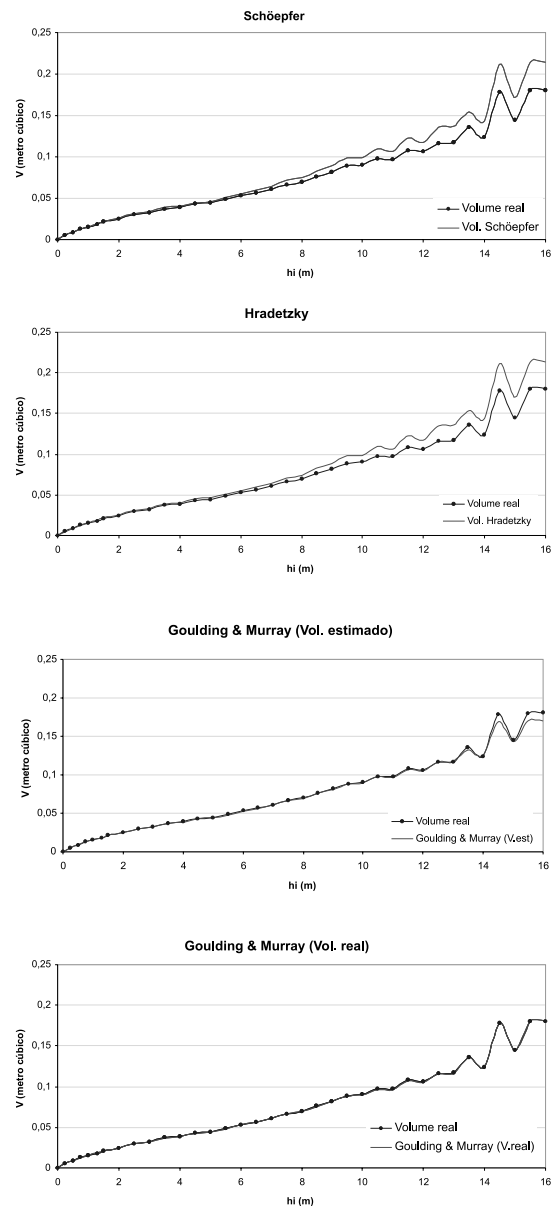 Schöepfer
V (metro cúbico)
0,25
0,2
0,15
0,1
0,05
0
Volume real
Vol. Schöepfer
0 2 4 6 8 10 12 14 16
hi (m)
Hradetzky
V (metro cúbico)
0,25
0,2
0,15
0,1
0,05
0
Volume real
Vol. Hradetzky
0 2 4 6 8 10 12 14 16
hi (m)
Goulding & Murray (Vol. estimado)
V (metro cúbico)
0,25
0,2
0,15
0,1
0,05
0
Volume real
Goulding & Murray (V.est)
0 2 4 6 8 10 12 14 16
hi (m)
Goulding & Murray (Vol. real)
V (metro cúbico)
0,25
0,2
0,15
0,1
0,05
0
Volume real
Goulding & Murray (V.real)
0 2 4 6 8 10 12 14 16
hi (m)